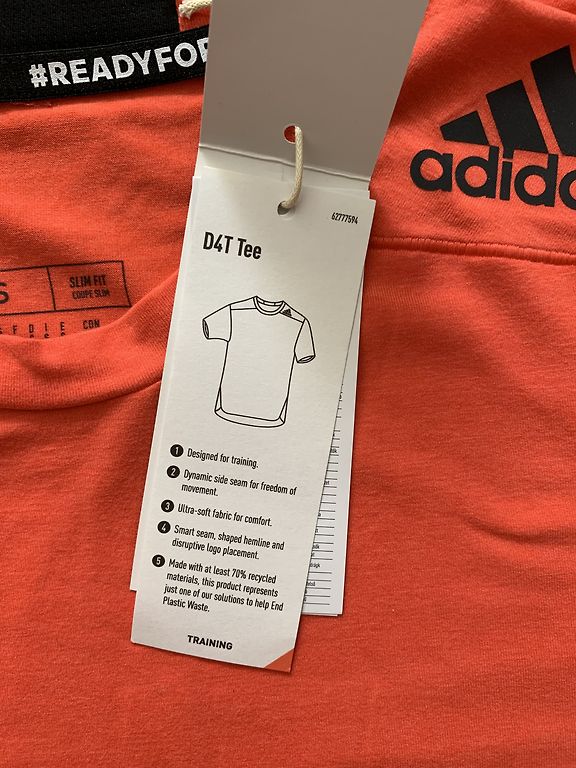 #READYFOR
adida
62777594
D4T Tee
S
SLIM FIT
COUPE SLIM
F D I E
CDN
1 Designed for training.
2 Dynamic side seam for freedom of
movement.
3 Ultra-soft fabric for comfort.
4 Smart seam, shaped hemline and
disruptive logo placement.
5 Made with at least 70% recycled
materials, this product represents
just one of our solutions to help End
Plastic Waste.
TRAINING